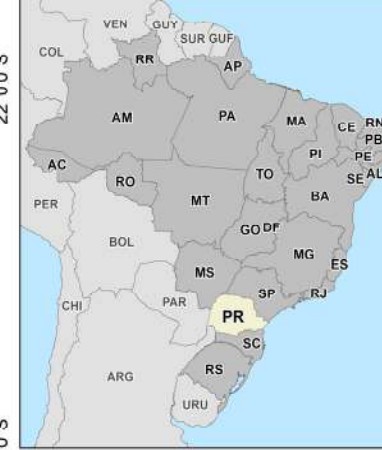 VEN
GUY
SUR GUF
COL
RR
AP
AM
PA
MA
CE
RN
PB
PI
PE
AL
SE
AC
TO
RO
BA
PER
MT
GO DF
BOL
MG
ES
MS
SP
RJ
PAR
PR
CHI
SC
RS
ARG
URU